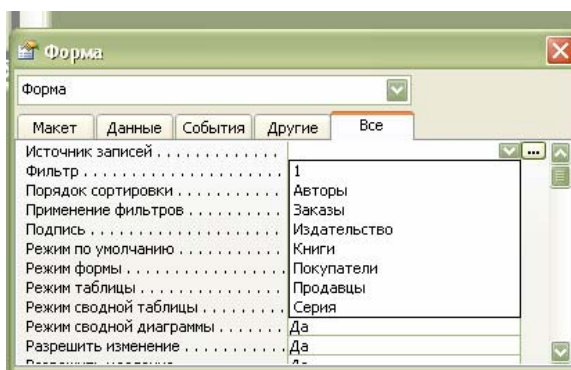 Форма
Форма
Макет Данные События Другие Все
Источник записей . . . . . . . . . . . . . ...
Фильтр . . . . . . . . . . . . . . . . . . . . . . . 1
Порядок сортировки . . . . . . . . . . . Авторы
Применение фильтров . . . . . . . . . Заказы
Подпись . . . . . . . . . . . . . . . . . . . . . Издательство
Режим по умолчанию . . . . . . . . . . . Книги
Режим формы . . . . . . . . . . . . . . . . . Покупатели
Режим таблицы . . . . . . . . . . . . . . . Продавцы
Режим сводной таблицы . . . . . . . . Серия
Режим сводной диаграммы . . . . . . . Да
Разрешить изменение . . . . . . . . . . Да